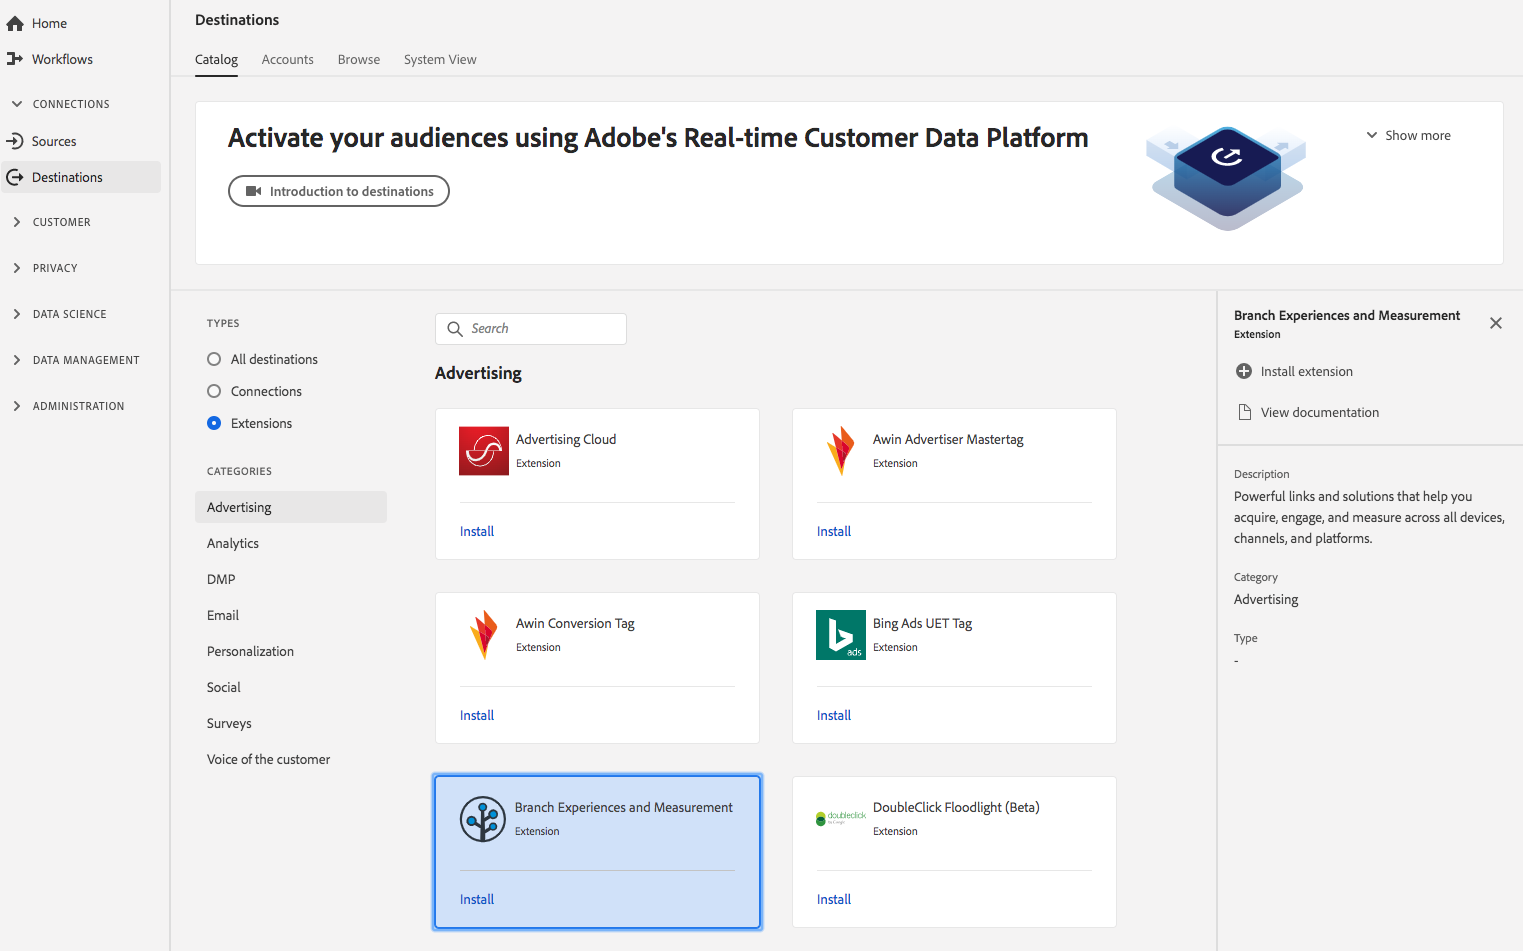 Home
Workflows
CONNECTIONS
Sources
Destinations
CUSTOMER
PRIVACY
DATA SCIENCE
DATA MANAGEMENT
ADMINISTRATION
Destinations
Catalog Accounts Browse System View
Activate your audiences using Adobe's Real-time Customer Data Platform
Introduction to destinations
Show more
TYPES
All destinations
Connections
Extensions
CATEGORIES
Advertising
Analytics
DMP
Email
Personalization
Social
Surveys
Voice of the customer
Search
Advertising
Advertising Cloud
Extension
Install
Awin Advertiser Mastertag
Extension
Install
Awin Conversion Tag
Extension
Install
ads
Bing Ads UET Tag
Extension
Install
Branch Experiences and Measurement
Extension
Install
doubleclick
DoubleClick Floodlight (Beta)
Extension
Install
Branch Experiences and Measurement
Extension
Install extension
View documentation
Description
Powerful links and solutions that help you
acquire, engage, and measure across all devices,
channels, and platforms.
Category
Advertising
Type
-